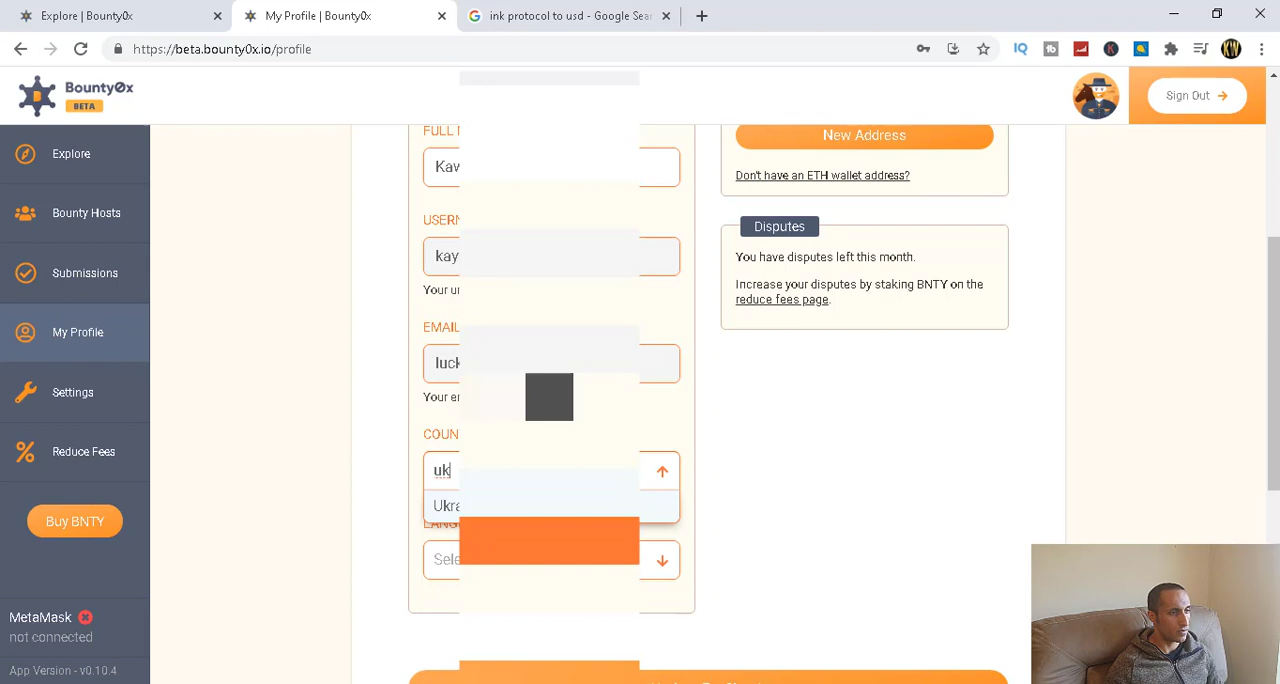 Explore | Bounty0x
My Profile | Bounty0x
ink protocol to usd - Google Sear
https://beta.bounty0x.io/profile
IQ
KW
Bounty0x
BETA
Sign Out
Explore
Bounty Hosts
Submissions
My Profile
Settings
Reduce Fees
Buy BNTY
MetaMask
not connected
App Version - v0.10.4
FULL
Kav
USERN
kay
Your
EMAIL
luck
Your
COUN
uk
Ukra
LANG
Sele
New Address
Don't have an ETH wallet address?
Disputes
You have disputes left this month.
Increase your disputes by staking BNTY on the
reduce fees page.